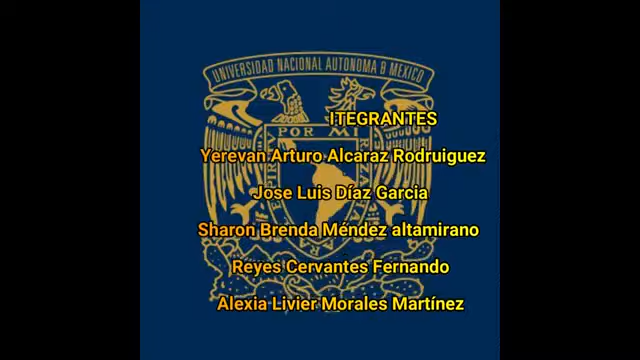 UNIVERSIDAD NACIONAL AUTONOMA D MEXICO
ITEGRANTES
POR MI
Yerevan Arturo Alcaraz Rodruiguez
Jose Luis Díaz Garcia
Sharon Brenda Méndez altamirano
Reyes Cervantes Fernando
Alexia Livier Morales Martínez